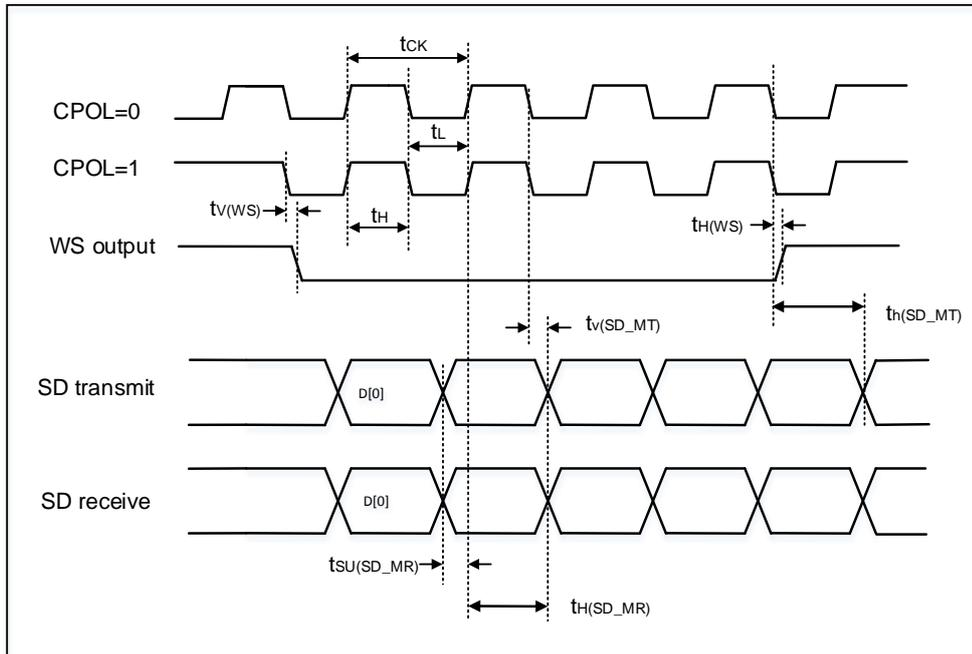 tCK
CPOL=0
tL
CPOL=1
tV(WS)
tH
tH(WS)
WS output
tv(SD_MT)
th(SD_MT)
SD transmit
D[0]
SD receive
D[0]
tSU(SD_MR)
tH(SD_MR)